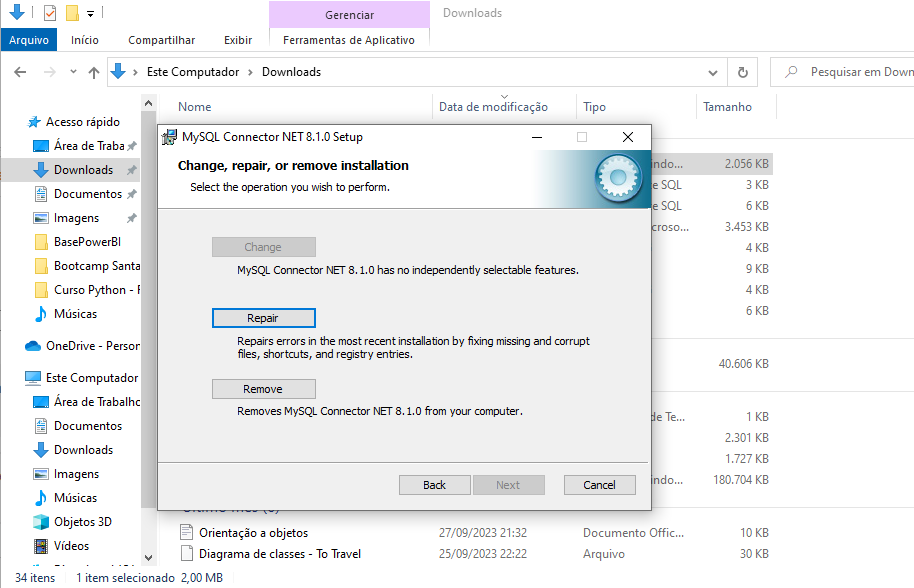 Gerenciar
Downloads
Arquivo
Início
Compartilhar
Exibir
Ferramentas de Aplicativo
Este Computador
Downloads
Pesquisar em Down
Nome
Data de modificação
Tipo
Tamanho
Acesso rápido
Área de Traba
Downloads
Documentos
Imagens
BasePowerBI
Bootcamp Santa
Curso Python -
Músicas
OneDrive - Person
Este Computador
Área de Trabalho
Documentos
Downloads
Imagens
Músicas
Objetos 3D
Vídeos
MySQL Connector NET 8.1.0 Setup
Change, repair, or remove installation
Select the operation you wish to perform.
Change
MySQL Connector NET 8.1.0 has no independently selectable features.
Repair
Repairs errors in the most recent installation by fixing missing and corrupt
files, shortcuts, and registry entries.
Remove
Removes MySQL Connector NET 8.1.0 from your computer.
Back
Next
Cancel
indo... 2.056 KB
e SQL 3 KB
e SQL 6 KB
croso... 3.453 KB
4 KB
9 KB
4 KB
6 KB
40.606 KB
de Te... 1 KB
2.301 KB
1.727 KB
indo... 180.704 KB
Orientação a objetos 27/09/2023 21:32 Documento Offic... 10 KB
Diagrama de classes - To Travel 25/09/2023 22:22 Arquivo 30 KB
34 itens
1 item selecionado 2,00 MB